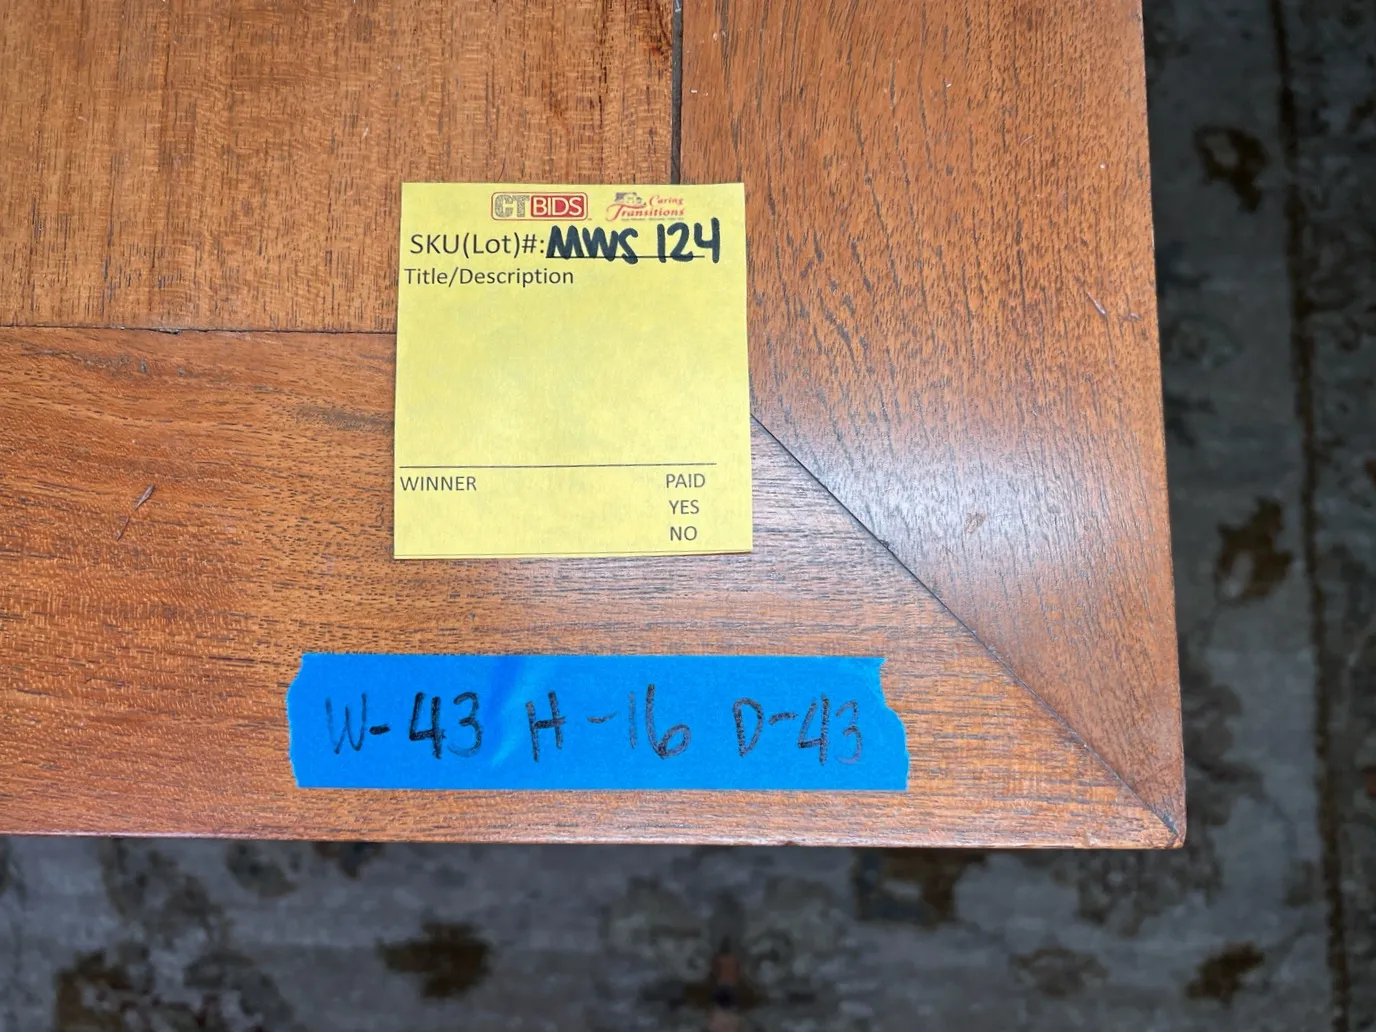 CTBIDS
Caring
Transitions
SKU(Lot)#: MWS 124
Title/Description
WINNER
PAID
YES
NO
W-43 H-16 D-43